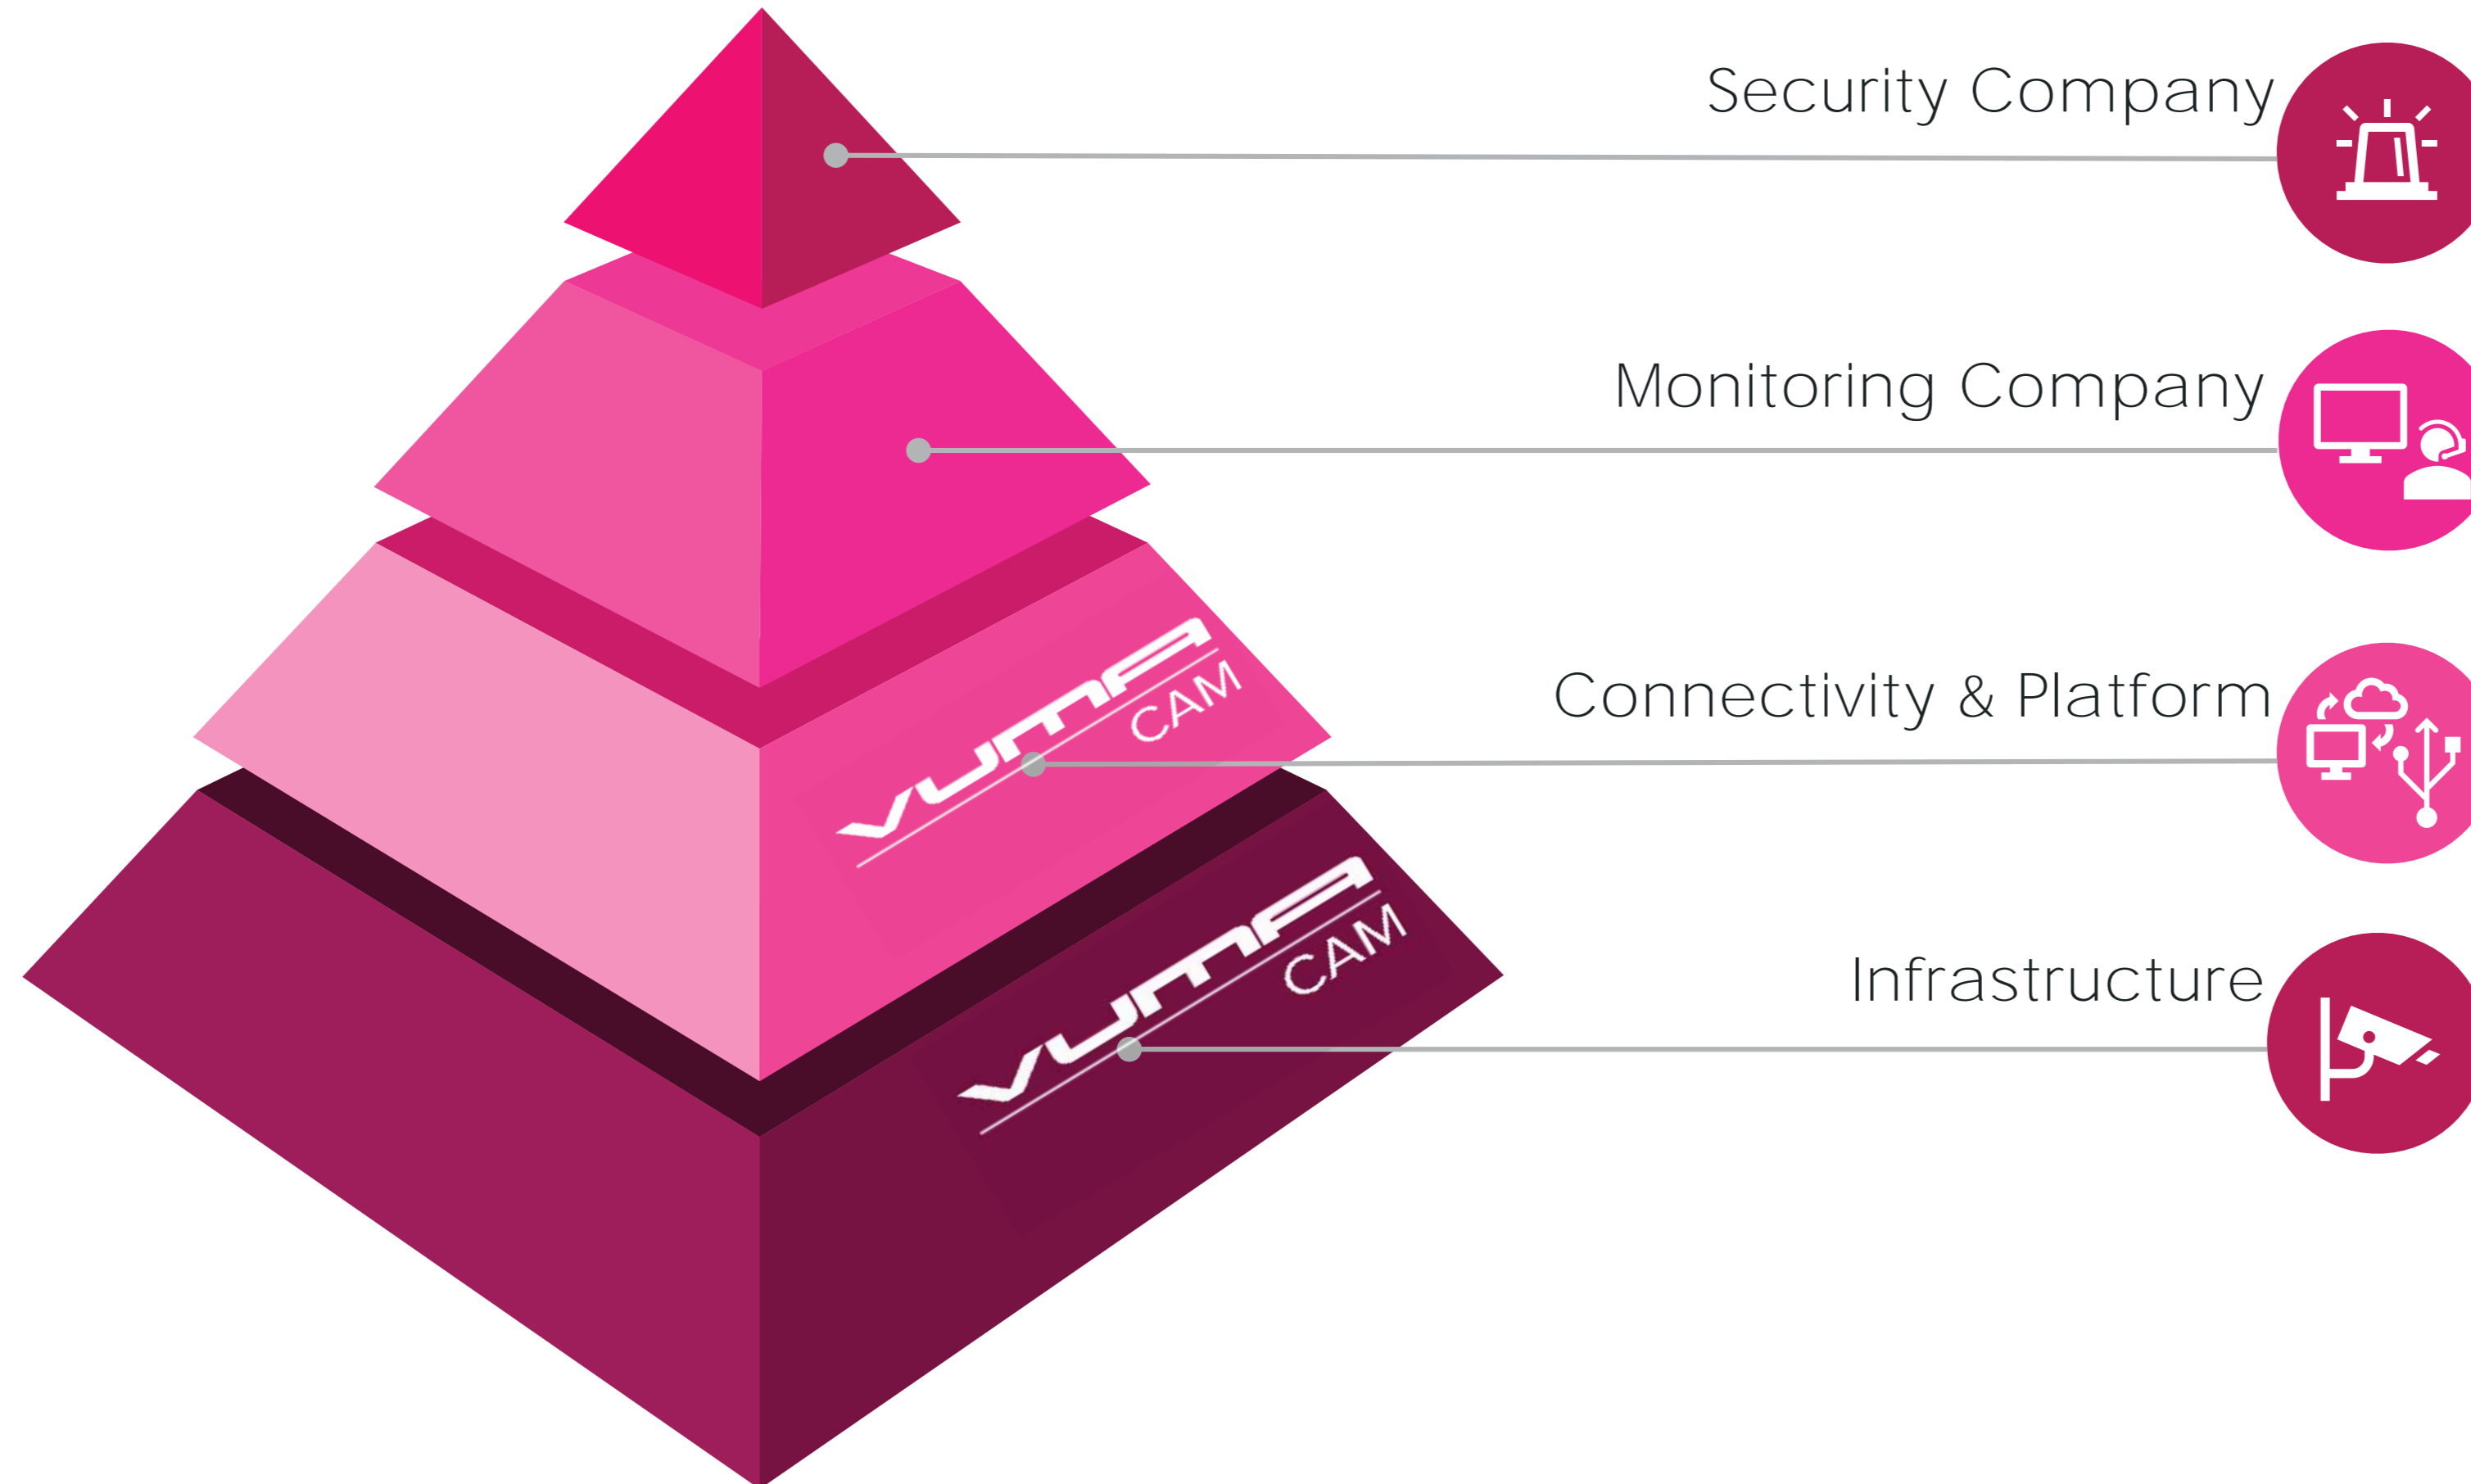 Security Company
Monitoring Company
Connectivity & Platform
VUMA
CAM
Infrastructure
VUMA
CAM